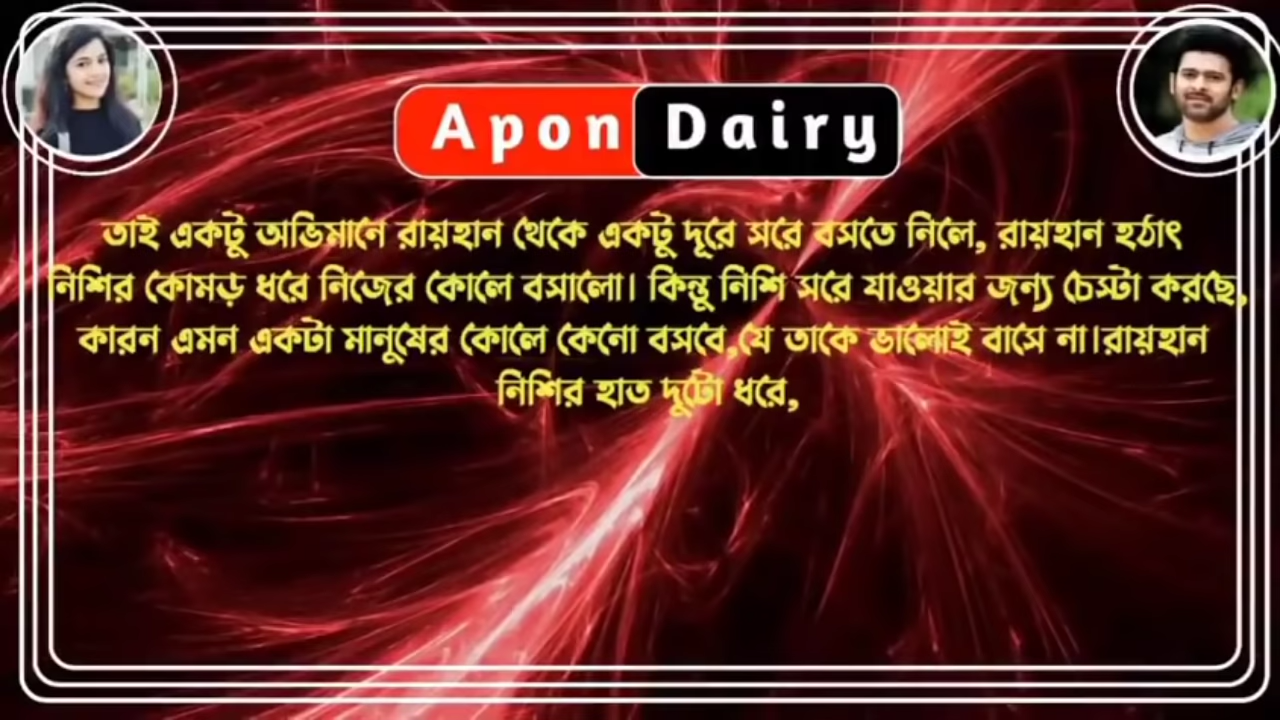 Apon Dairy
তাই একটু অভিমানে রায়হান থেকে একটু দূরে সরে বসতে নিলে, রায়হান হঠাৎ
নিশির কোমড় ধরে নিজের কোলে বসালো। কিন্তু নিশি সরে যাওয়ার জন্য চেস্টা করছে,
কারন এমন একটা মানুষের কোলে কেনো বসবে,যে তাকে ভালোই বাসে না।রায়হান
নিশির হাত দুটো ধরে,